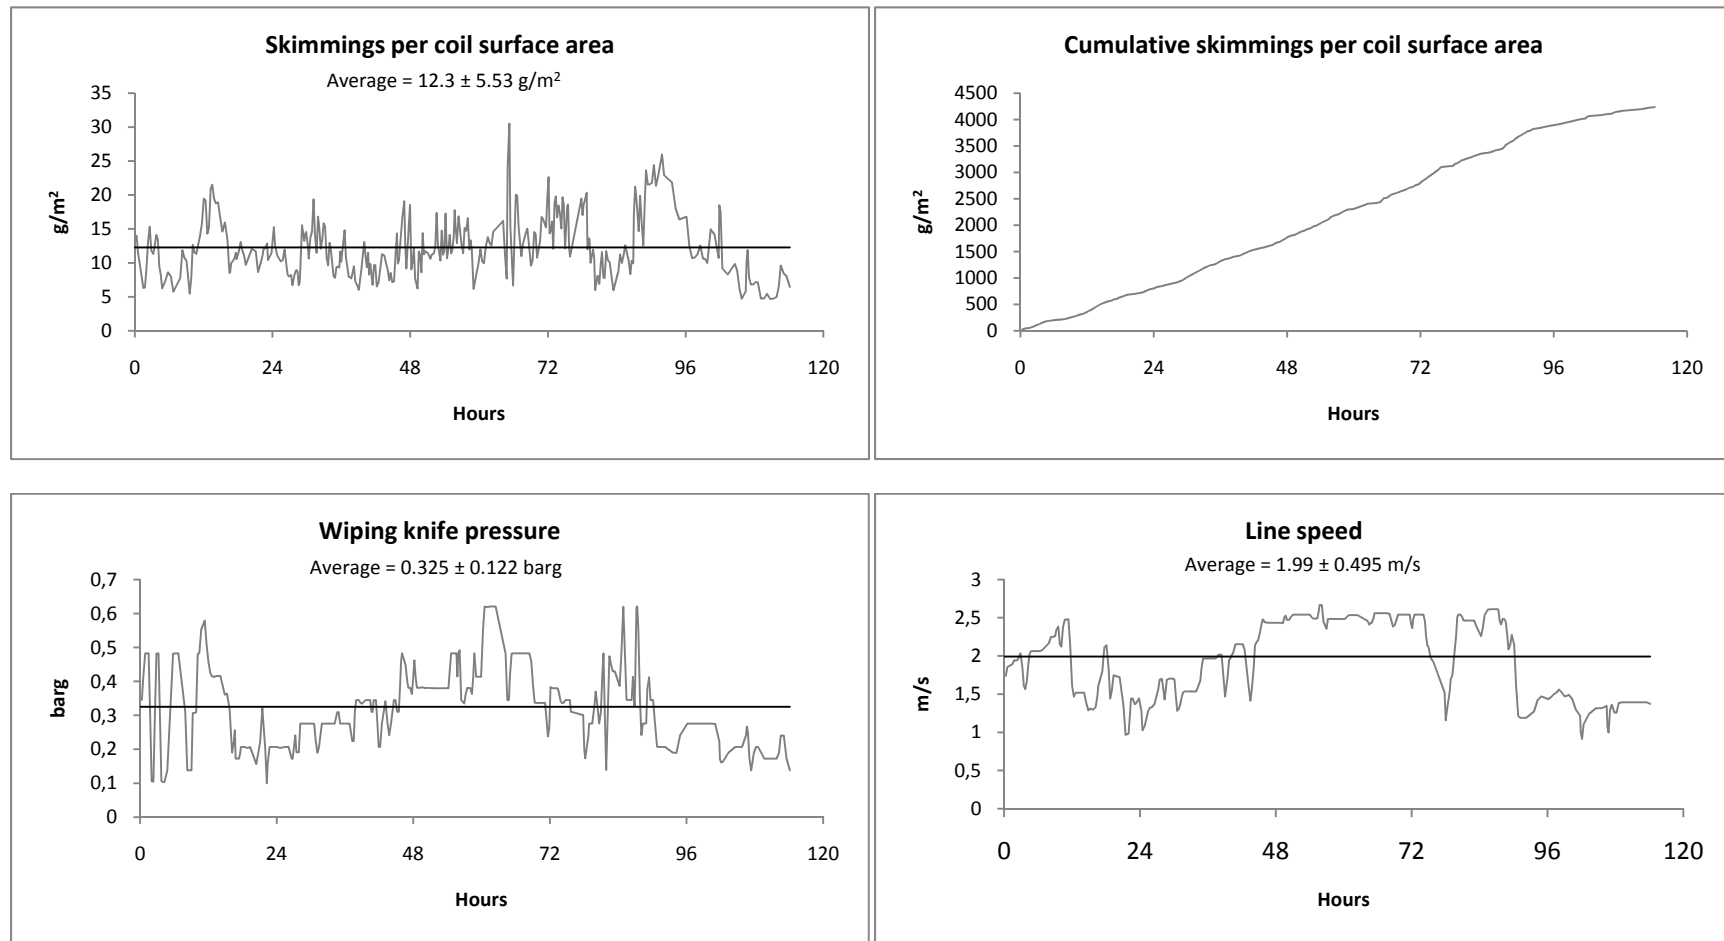 Skimmings per coil surface area
Average = 12.3 ± 5.53 g/m²
35
30
25
20
15
10
5
0
g/m²
0 24 48 72 96 120
Hours
Cumulative skimmings per coil surface area
4500
4000
3500
3000
2500
2000
1500
1000
500
0
g/m²
0 24 48 72 96 120
Hours
Wiping knife pressure
Average = 0.325 ± 0.122 barg
0,7
0,6
0,5
0,4
0,3
0,2
0,1
0
barg
0 24 48 72 96 120
Hours
Line speed
Average = 1.99 ± 0.495 m/s
3
2,5
2
1,5
1
0,5
0
m/s
0 24 48 72 96 120
Hours